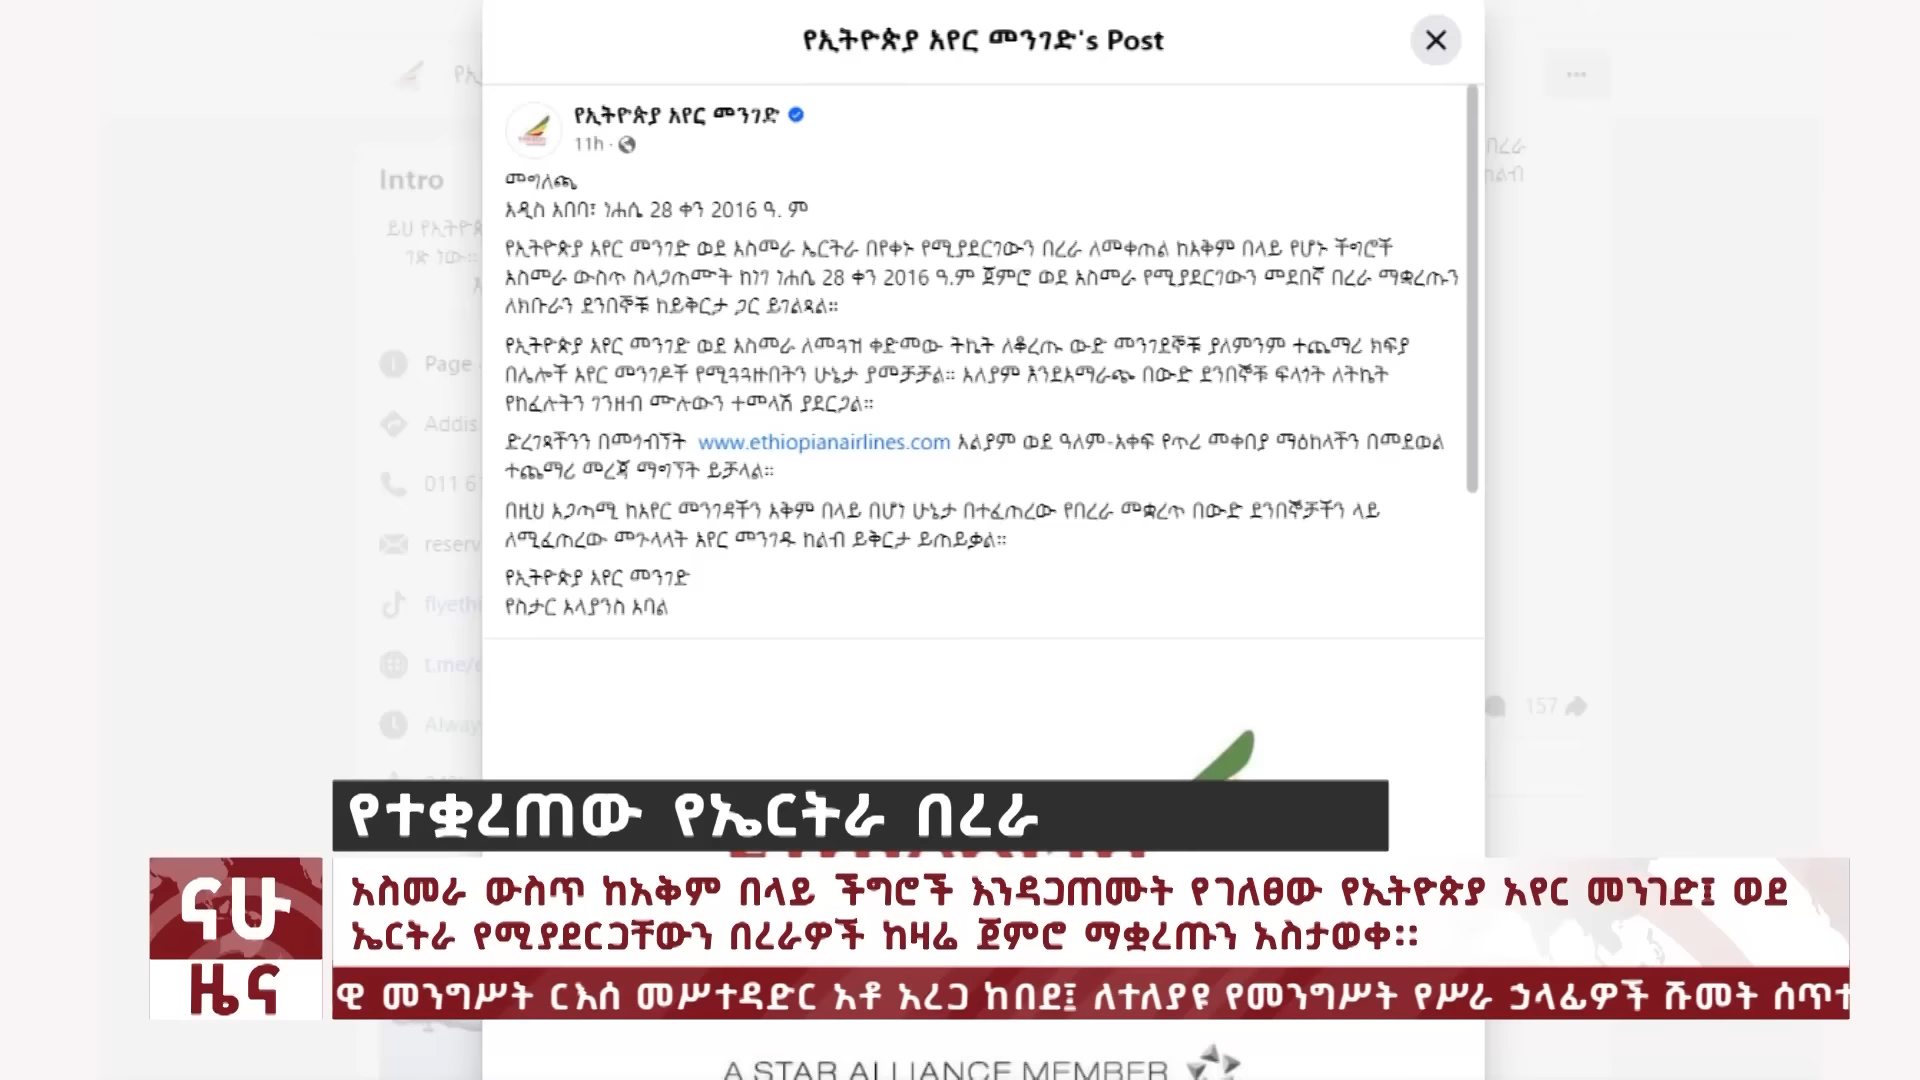 የኢትዮጵያ አየር መንገድ's Post
የኢትዮጵያ አየር መንገድ
11h
Intro
መግለጫ
አዲስ አበባ፣ ነሐሴ 28 ቀን 2016 ዓ. ም
የኢትዮጵያ አየር መንገድ ወደ አስመራ ኤርትራ በየቀኑ የሚያደርገውን በረራ ለመቀጠል ከአቅም በላይ የሆኑ ችግሮች
አስመራ ውስጥ ስላጋጠሙት ከነገ ነሐሴ 28 ቀን 2016 ዓ.ም ጀምሮ ወደ አስመራ የሚያደርገውን መደበኛ በረራ ማቋረጡን
ለክቡራን ደንበኞቹ ከይቅርታ ጋር ይገልጻል።
የኢትዮጵያ አየር መንገድ ወደ አስመራ ለመጓዝ ቀድመው ትኬት ለቆረጡ ውድ መንገደኞቹ ያለምንም ተጨማሪ ክፍያ
በሌሎች አየር መንገዶች የሚጓጓዙበትን ሁኔታ ያመቻቻል። አለያም እንደአማራጭ በውድ ደንበኞቹ ፍላጎት ለትኬት
የከፈሉትን ገንዘብ ሙሉውን ተመላሽ ያደርጋል።
ድረገጻችንን በመጎብኘት www.ethiopianairlines.com አልያም ወደ ዓለም-አቀፍ የጥሪ መቀበያ ማዕከላችን በመደወል
ተጨማሪ መረጃ ማግኘት ይቻላል።
በዚህ አጋጣሚ ከአየር መንገዳችን አቅም በላይ በሆነ ሁኔታ በተፈጠረው የበረራ መቋረጥ በውድ ደንበኞቻችን ላይ
ለሚፈጠረው መጉላላት አየር መንገዱ ከልብ ይቅርታ ይጠይቃል።
የኢትዮጵያ አየር መንገድ
የስታር አላያንስ አባል
Page
Addis
011 6
reserv
t.me/
Alway
157
የተቋረጠው የኤርትራ በረራ
ናሁ
ዜና
አስመራ ውስጥ ከአቅም በላይ ችግሮች እንዳጋጠሙት የገለፀው የኢትዮጵያ አየር መንገድ፤ ወደ
ኤርትራ የሚያደርጋቸውን በረራዎች ከዛሬ ጀምሮ ማቋረጡን አስታወቀ።
ዊ መንግሥት ርእሰ መሥተዳድር አቶ አረጋ ከበደ፤ ለተለያዩ የመንግሥት የሥራ ኃላፊዎች ሹመት ሰጥተ
A STAR ALLIANCE MEMBER